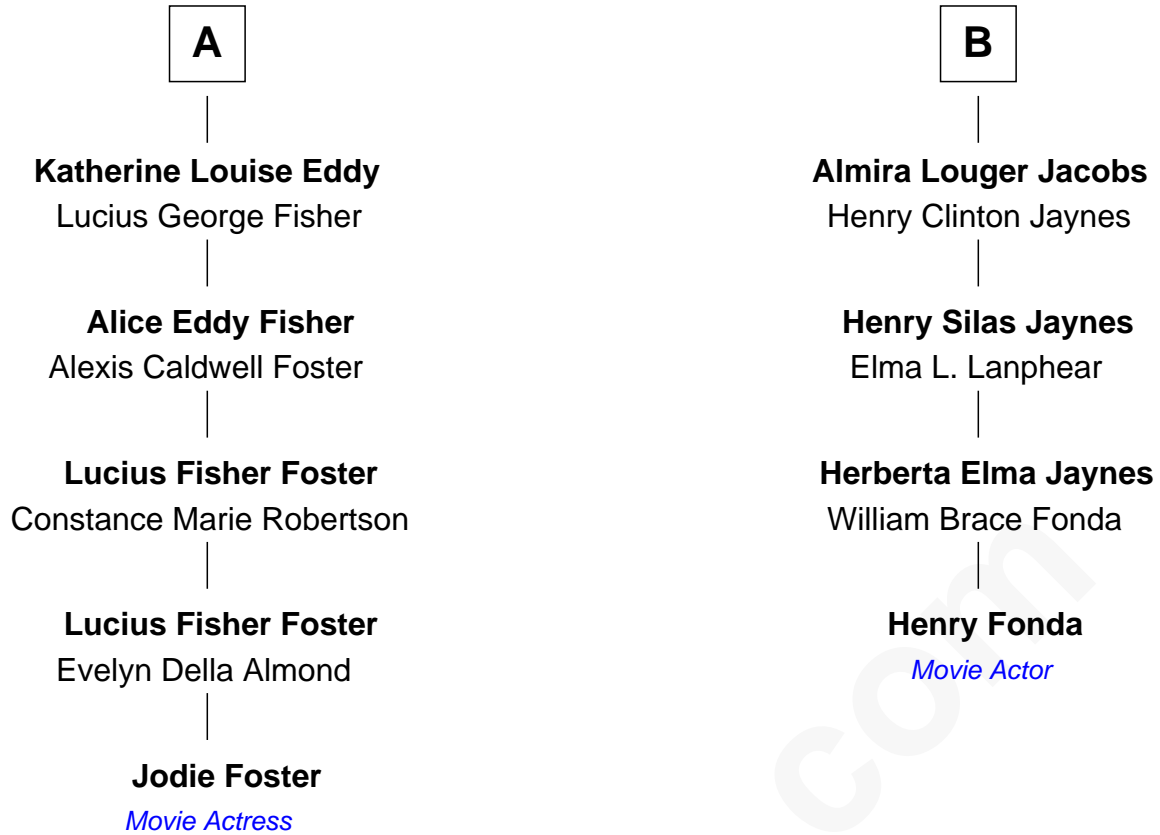 A
Katherine Louise Eddy
Lucius George Fisher
Alice Eddy Fisher
Alexis Caldwell Foster
Lucius Fisher Foster
Constance Marie Robertson
Lucius Fisher Foster
Evelyn Della Almond
Jodie Foster
Movie Actress
B
Almira Louger Jacobs
Henry Clinton Jaynes
Henry Silas Jaynes
Elma L. Lanphear
Herberta Elma Jaynes
William Brace Fonda
Henry Fonda
Movie Actor
com